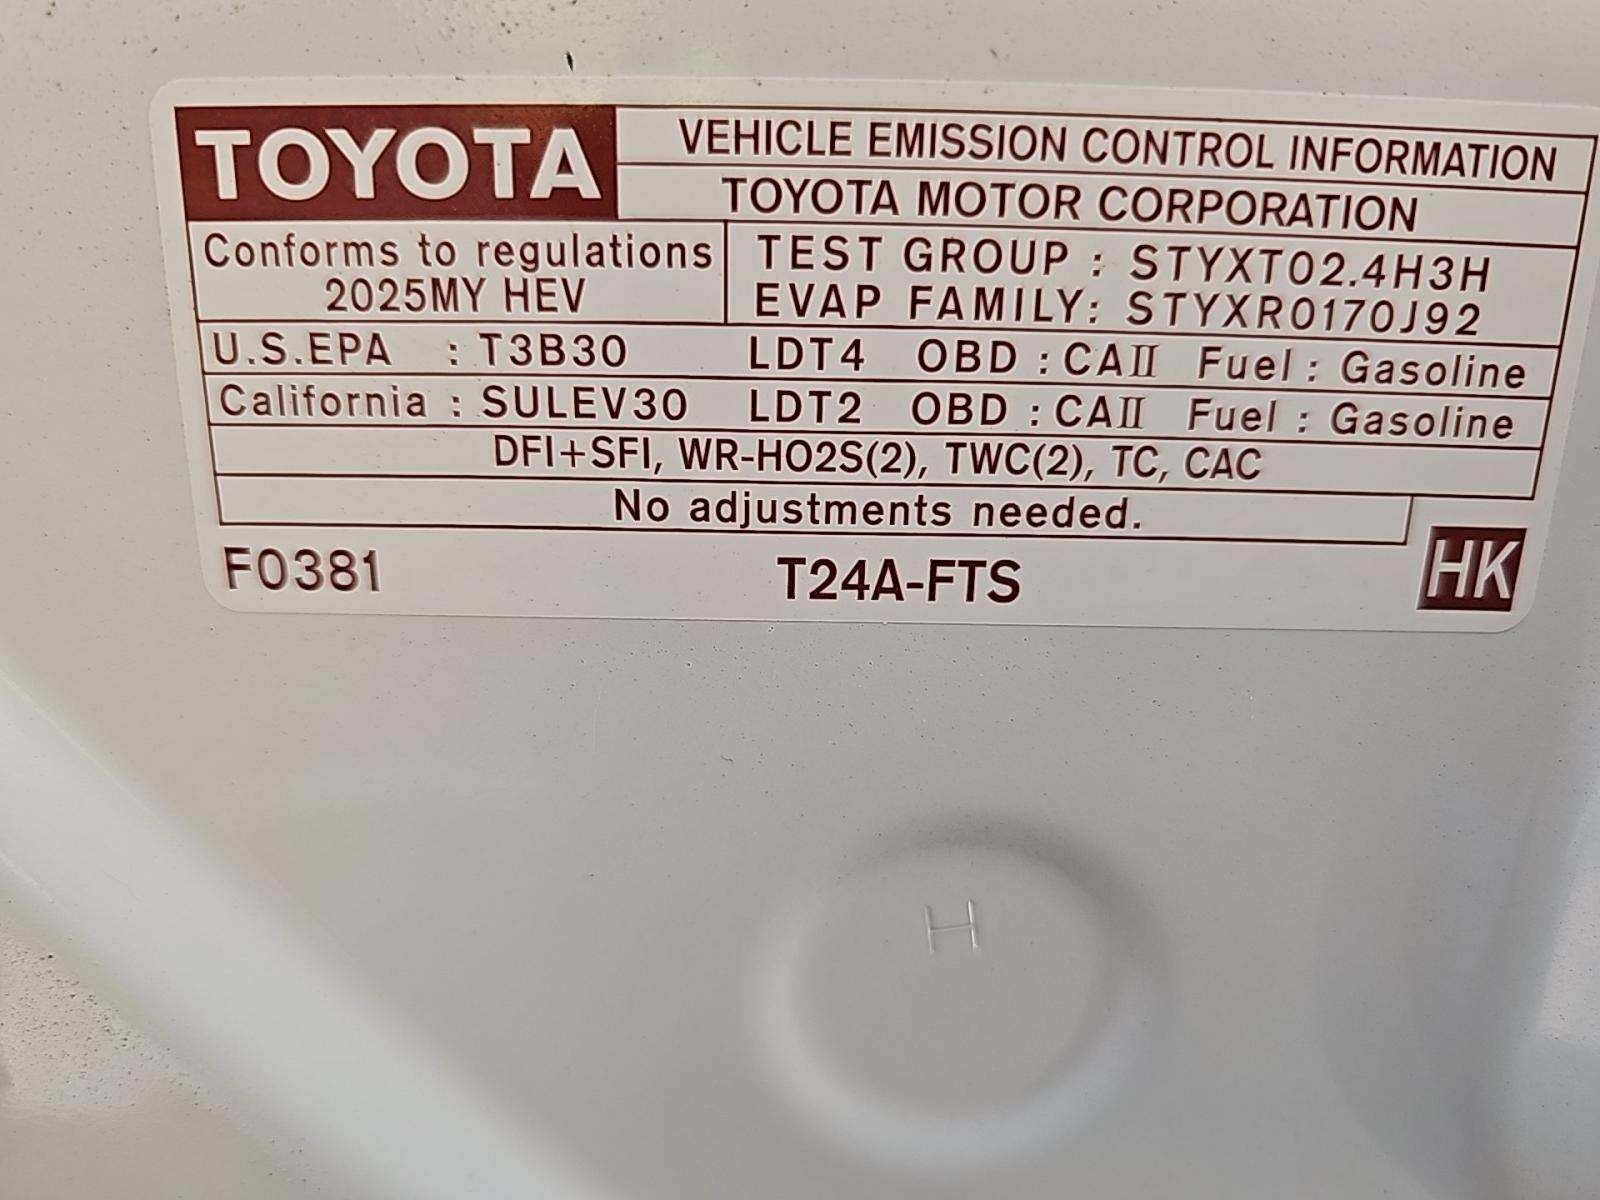 TOYOTA
VEHICLE EMISSION CONTROL INFORMATION
TOYOTA MOTOR CORPORATION
Conforms to regulations
2025MY HEV
TEST GROUP : STYXT02.4H3H
EVAP FAMILY: STYXR0170J92
U.S.EPA : T3B30 LDT4 OBD : CAⅡ Fuel : Gasoline
California : SULEV30 LDT2 OBD : CAⅡ Fuel : Gasoline
DFI+SFI, WR-HO2S(2), TWC(2), TC, CAC
No adjustments needed.
F0381 T24A-FTS HK
H